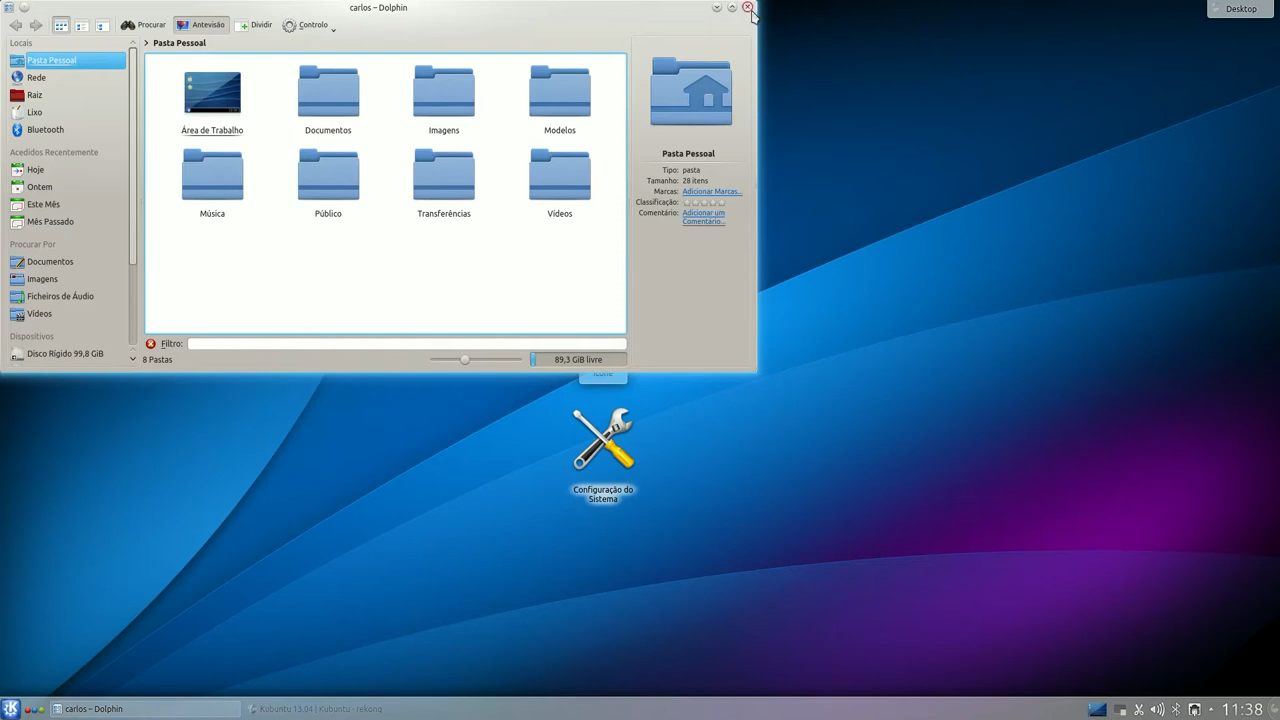 carlos – Dolphin
Desktop
Procurar
Antevisão
Dividir
Controlo
Locais
Pasta Pessoal
Rede
Raiz
Lixo
Bluetooth
Acedidos Recentemente
Hoje
Ontem
Este Mês
Mês Passado
Procurar Por
Documentos
Imagens
Ficheiros de Áudio
Vídeos
Dispositivos
Disco Rígido 99,8 GiB
> Pasta Pessoal
Área de Trabalho
Documentos
Imagens
Modelos
Música
Público
Transferências
Vídeos
Filtro:
8 Pastas
89,3 GiB livre
Pasta Pessoal
Tipo: pasta
Tamanho: 28 itens
Marcas: Adicionar Marcas...
Classificação:
Comentário: Adicionar um
Comentário...
Ícone
Configuração do
Sistema
carlos – Dolphin
Kobuntu 13.04 | Kubuntu - rekonq
11:38